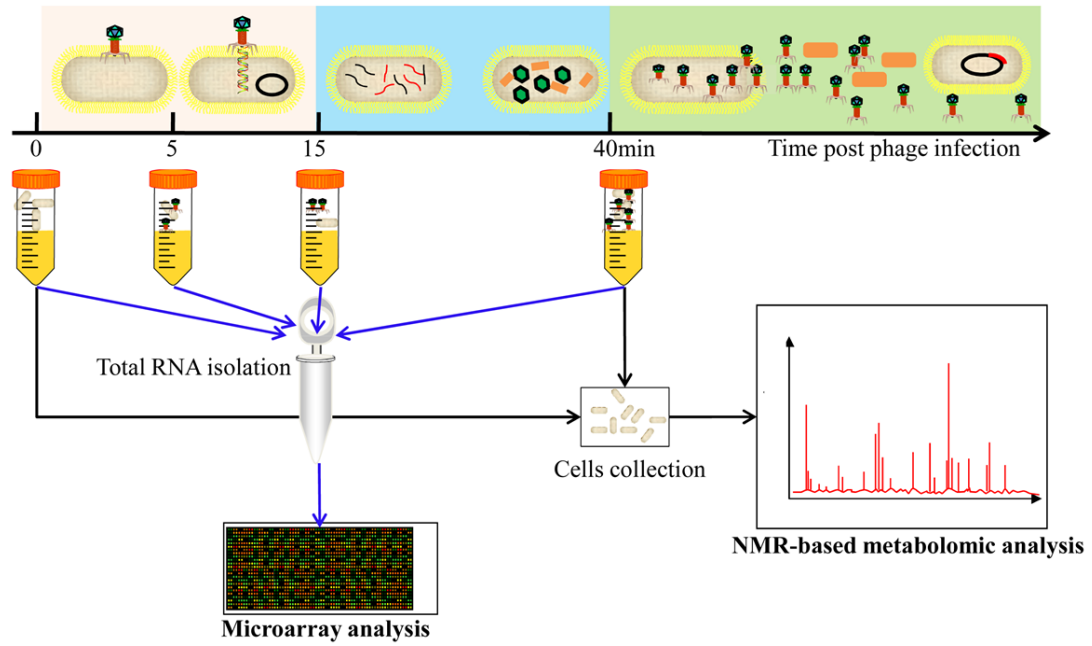 0
5
15
40min
Time post phage infection
Total RNA isolation
Cells collection
NMR-based metabolomic analysis
Microarray analysis